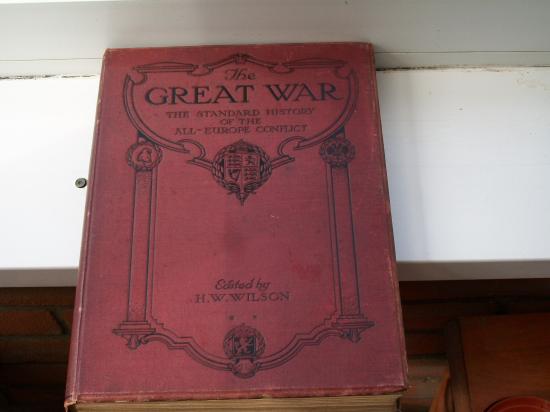 The
GREAT WAR
THE STANDARD HISTORY
OF THE
ALL-EUROPE CONFLICT
Edited by
H.W. WILSON